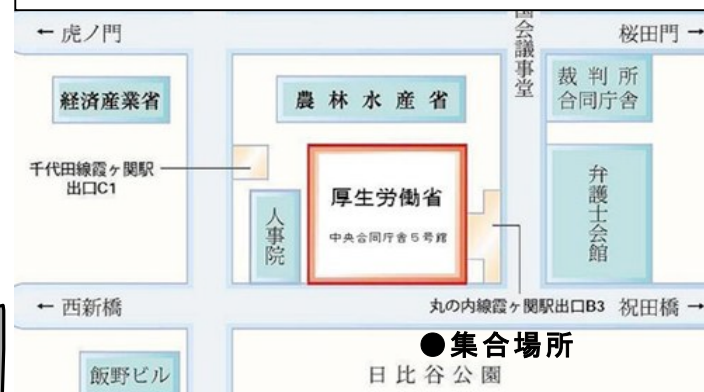 ← 虎ノ門
国会議事堂
桜田門 →
経済産業省
農林水産省
裁判所
合同庁舎
千代田線霞ヶ関駅
出口C1
厚生労働省
中央合同庁舎5号館
人事院
弁護士会館
← 西新橋
丸の内線霞ヶ関駅出口B3
祝田橋 →
●集合場所
飯野ビル
日比谷公園